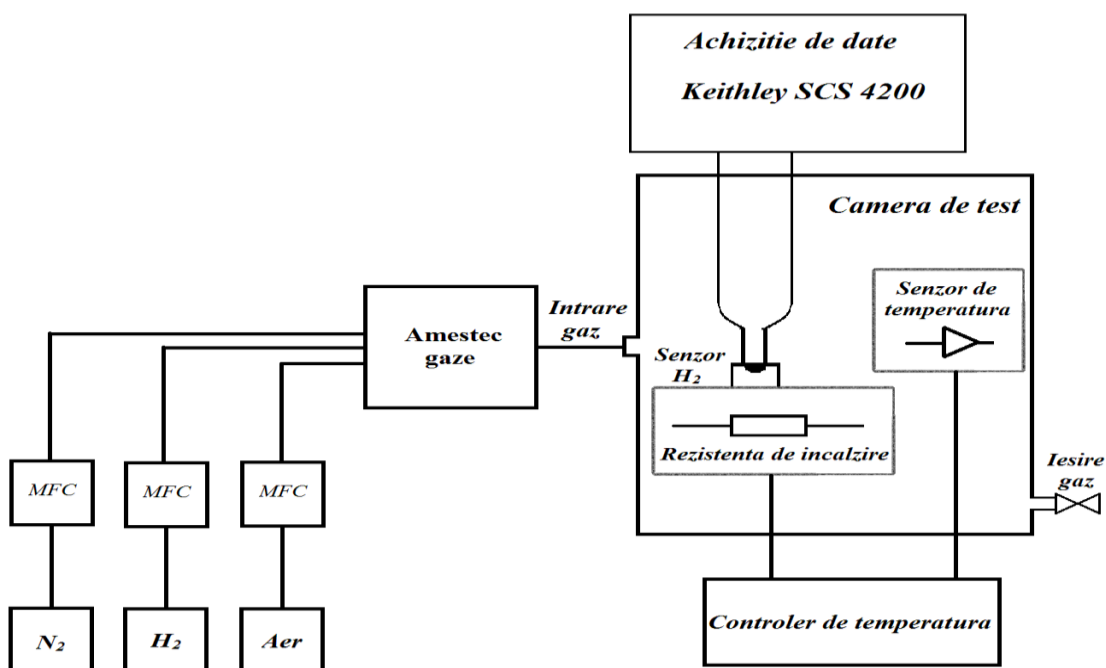 Achizitie de date
Keithley SCS 4200
Camera de test
Senzor de
temperatura
Intrare
gaz
Amestec
gaze
Senzor
H₂
Rezistenta de incalzire
Iesire
gaz
MFC
MFC
MFC
N₂
H₂
Aer
Controler de temperatura